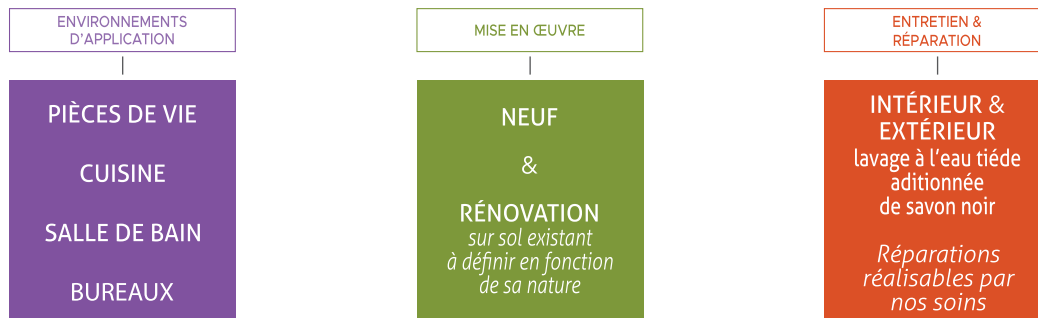 ENVIRONNEMENTS
D'APPLICATION
PIÈCES DE VIE
CUISINE
SALLE DE BAIN
BUREAUX
MISE EN ŒUVRE
NEUF
&
RÉNOVATION
sur sol existant
à définir en fonction
de sa nature
ENTRETIEN &
RÉPARATION
INTÉRIEUR &
EXTÉRIEUR
lavage à l'eau tiéde
aditionnée
de savon noir
Réparations
réalisables par
nos soins